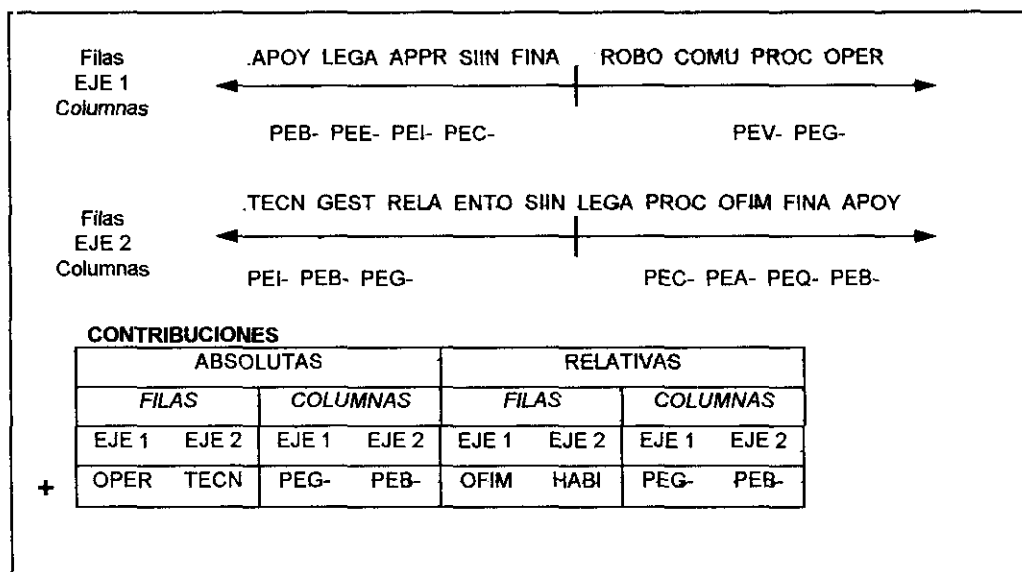 Filas .APOY LEGA APPR SIIN FINA ROBO COMU PROC OPER
EJE 1
Columnas
PEB- PEE- PEI- PEC- PEV- PEG-
.TECN GEST RELA ENTO SIIN LEGA PROC OFIM FINA APOY
Filas
EJE 2
Columnas
PEI- PEB- PEG- PEC- PEA- PEQ- PEB-
CONTRIBUCIONES
ABSOLUTAS RELATIVAS
FILAS COLUMNAS FILAS COLUMNAS
EJE 1 EJE 2 EJE 1 EJE 2 EJE 1 EJE 2 EJE 1 EJE 2
+ OPER TECN PEG- PEB- OFIM HABI PEG- PEB-